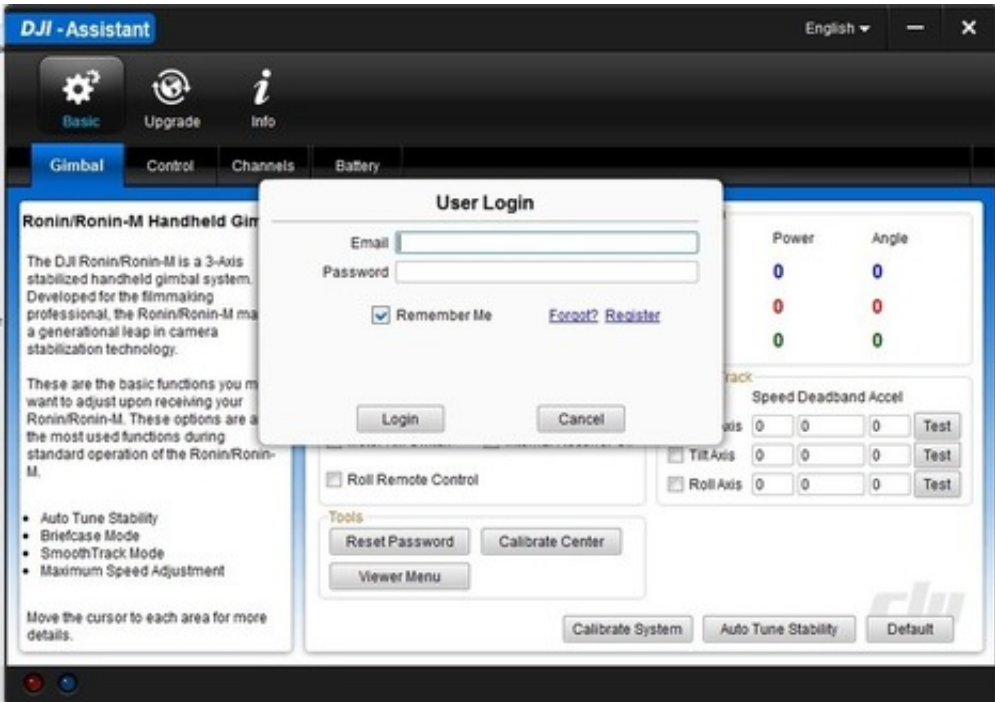 DJI - Assistant
English
Basic
Upgrade
Info
Gimbal
Control
Channels
Battery
Ronin/Ronin-M Handheld Gim
The DJI Ronin/Ronin-M is a 3-Axis
stabilized handheld gimbal system.
Developed for the filmmaking
professional, the Ronin/Ronin-M ma
a generational leap in camera
stabilization technology.
These are the basic functions you m
want to adjust upon receiving your
Ronin/Ronin-M. These options are a
the most used functions during
standard operation of the Ronin/Ronin-
M.
• Auto Tune Stability
• Briefcase Mode
• SmoothTrack Mode
• Maximum Speed Adjustment
Move the cursor to each area for more
details.
User Login
Email
Password
Remember Me
Forgot? Register
Login
Cancel
Power Angle
0 0
0 0
0 0
rack
Speed Deadband Accel
xis 0 0 0 Test
Tilt Axis 0 0 0 Test
Roll Axis 0 0 0 Test
Roll Remote Control
Tools
Reset Password
Calibrate Center
Viewer Menu
Calibrate System
Auto Tune Stability
Default
dji